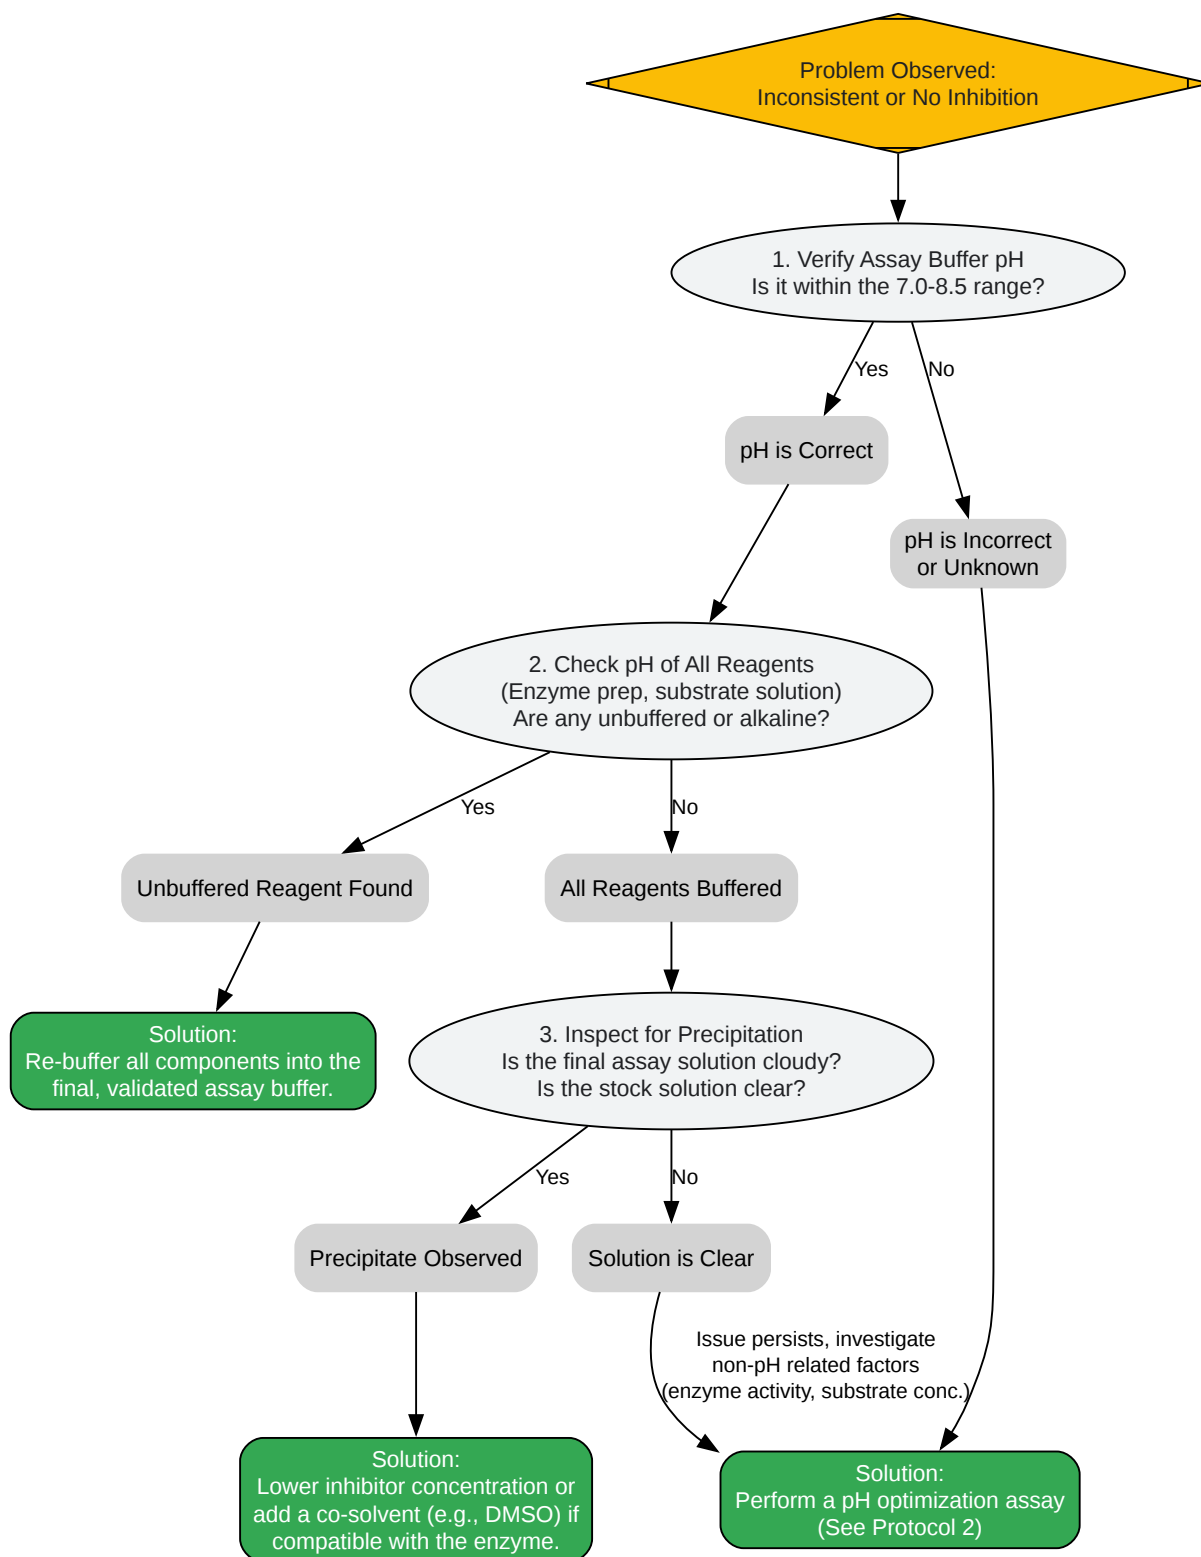 Problem Observed:
Inconsistent or No Inhibition
1. Verify Assay Buffer pH
Is it within the 7.0-8.5 range?
Yes
No
pH is Correct
pH is Incorrect
or Unknown
2. Check pH of All Reagents
(Enzyme prep, substrate solution)
Are any unbuffered or alkaline?
Yes
No
Unbuffered Reagent Found
All Reagents Buffered
Solution:
Re-buffer all components into the
final, validated assay buffer.
3. Inspect for Precipitation
Is the final assay solution cloudy?
Is the stock solution clear?
Yes
No
Precipitate Observed
Solution is Clear
Issue persists, investigate
non-pH related factors
(enzyme activity, substrate conc.)
Solution:
Lower inhibitor concentration or
add a co-solvent (e.g., DMSO) if
compatible with the enzyme.
Solution:
Perform a pH optimization assay
(See Protocol 2)